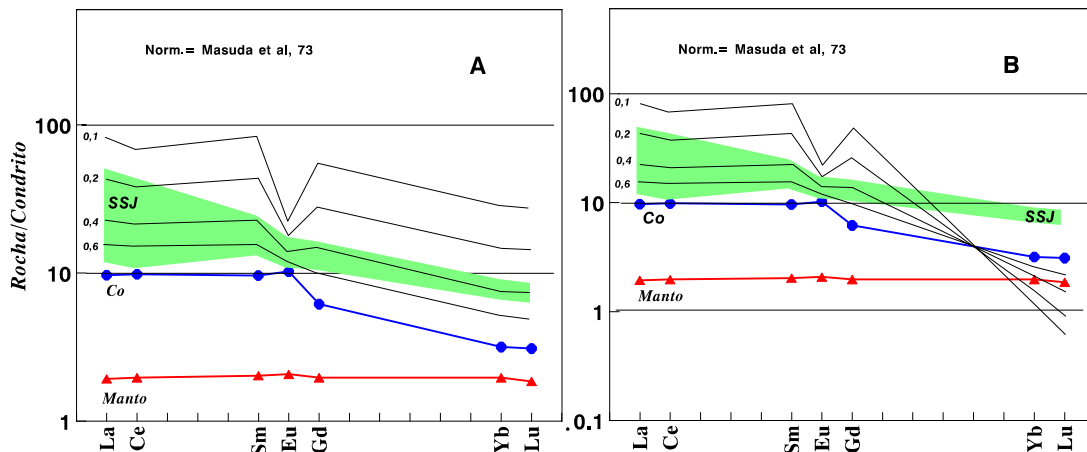 Norm.= Masuda et al, 73
A
Rocha/Condrito
100
10
1
0,1
0,2
0,4
0,6
SSJ
Co
Manto
La Ce Sm Eu Gd Yb Lu
Norm.= Masuda et al, 73
B
100
10
1
0.1
0,1
0,2
0,4
0,6
SSJ
Co
Manto
La Ce Sm Eu Gd Yb Lu